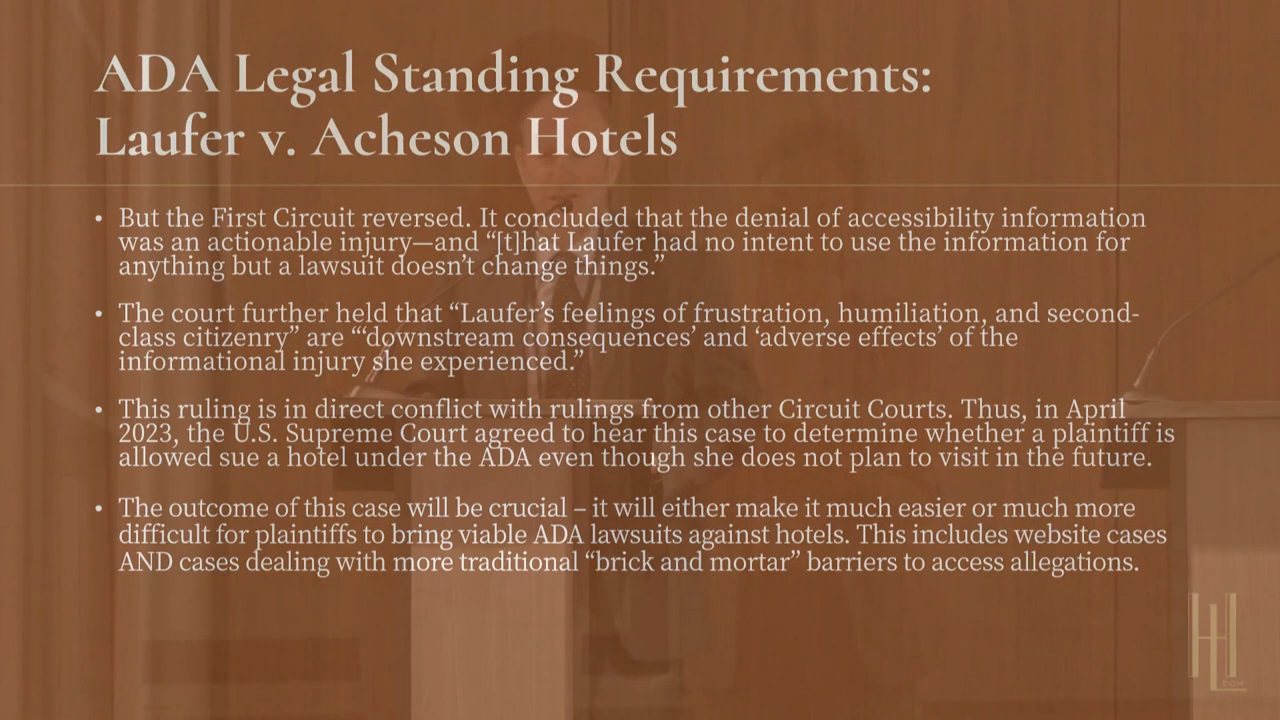 ADA Legal Standing Requirements:
Laufer v. Acheson Hotels
• But the First Circuit reversed. It concluded that the denial of accessibility information
was an actionable injury—and “[t]hat Laufer had no intent to use the information for
anything but a lawsuit doesn’t change things.”
• The court further held that “Laufer’s feelings of frustration, humiliation, and second-
class citizenry” are “‘downstream consequences’ and ‘adverse effects’ of the
informational injury she experienced.”
• This ruling is in direct conflict with rulings from other Circuit Courts. Thus, in April
2023, the U.S. Supreme Court agreed to hear this case to determine whether a plaintiff is
allowed sue a hotel under the ADA even though she does not plan to visit in the future.
• The outcome of this case will be crucial – it will either make it much easier or much more
difficult for plaintiffs to bring viable ADA lawsuits against hotels. This includes website cases
AND cases dealing with more traditional “brick and mortar” barriers to access allegations.